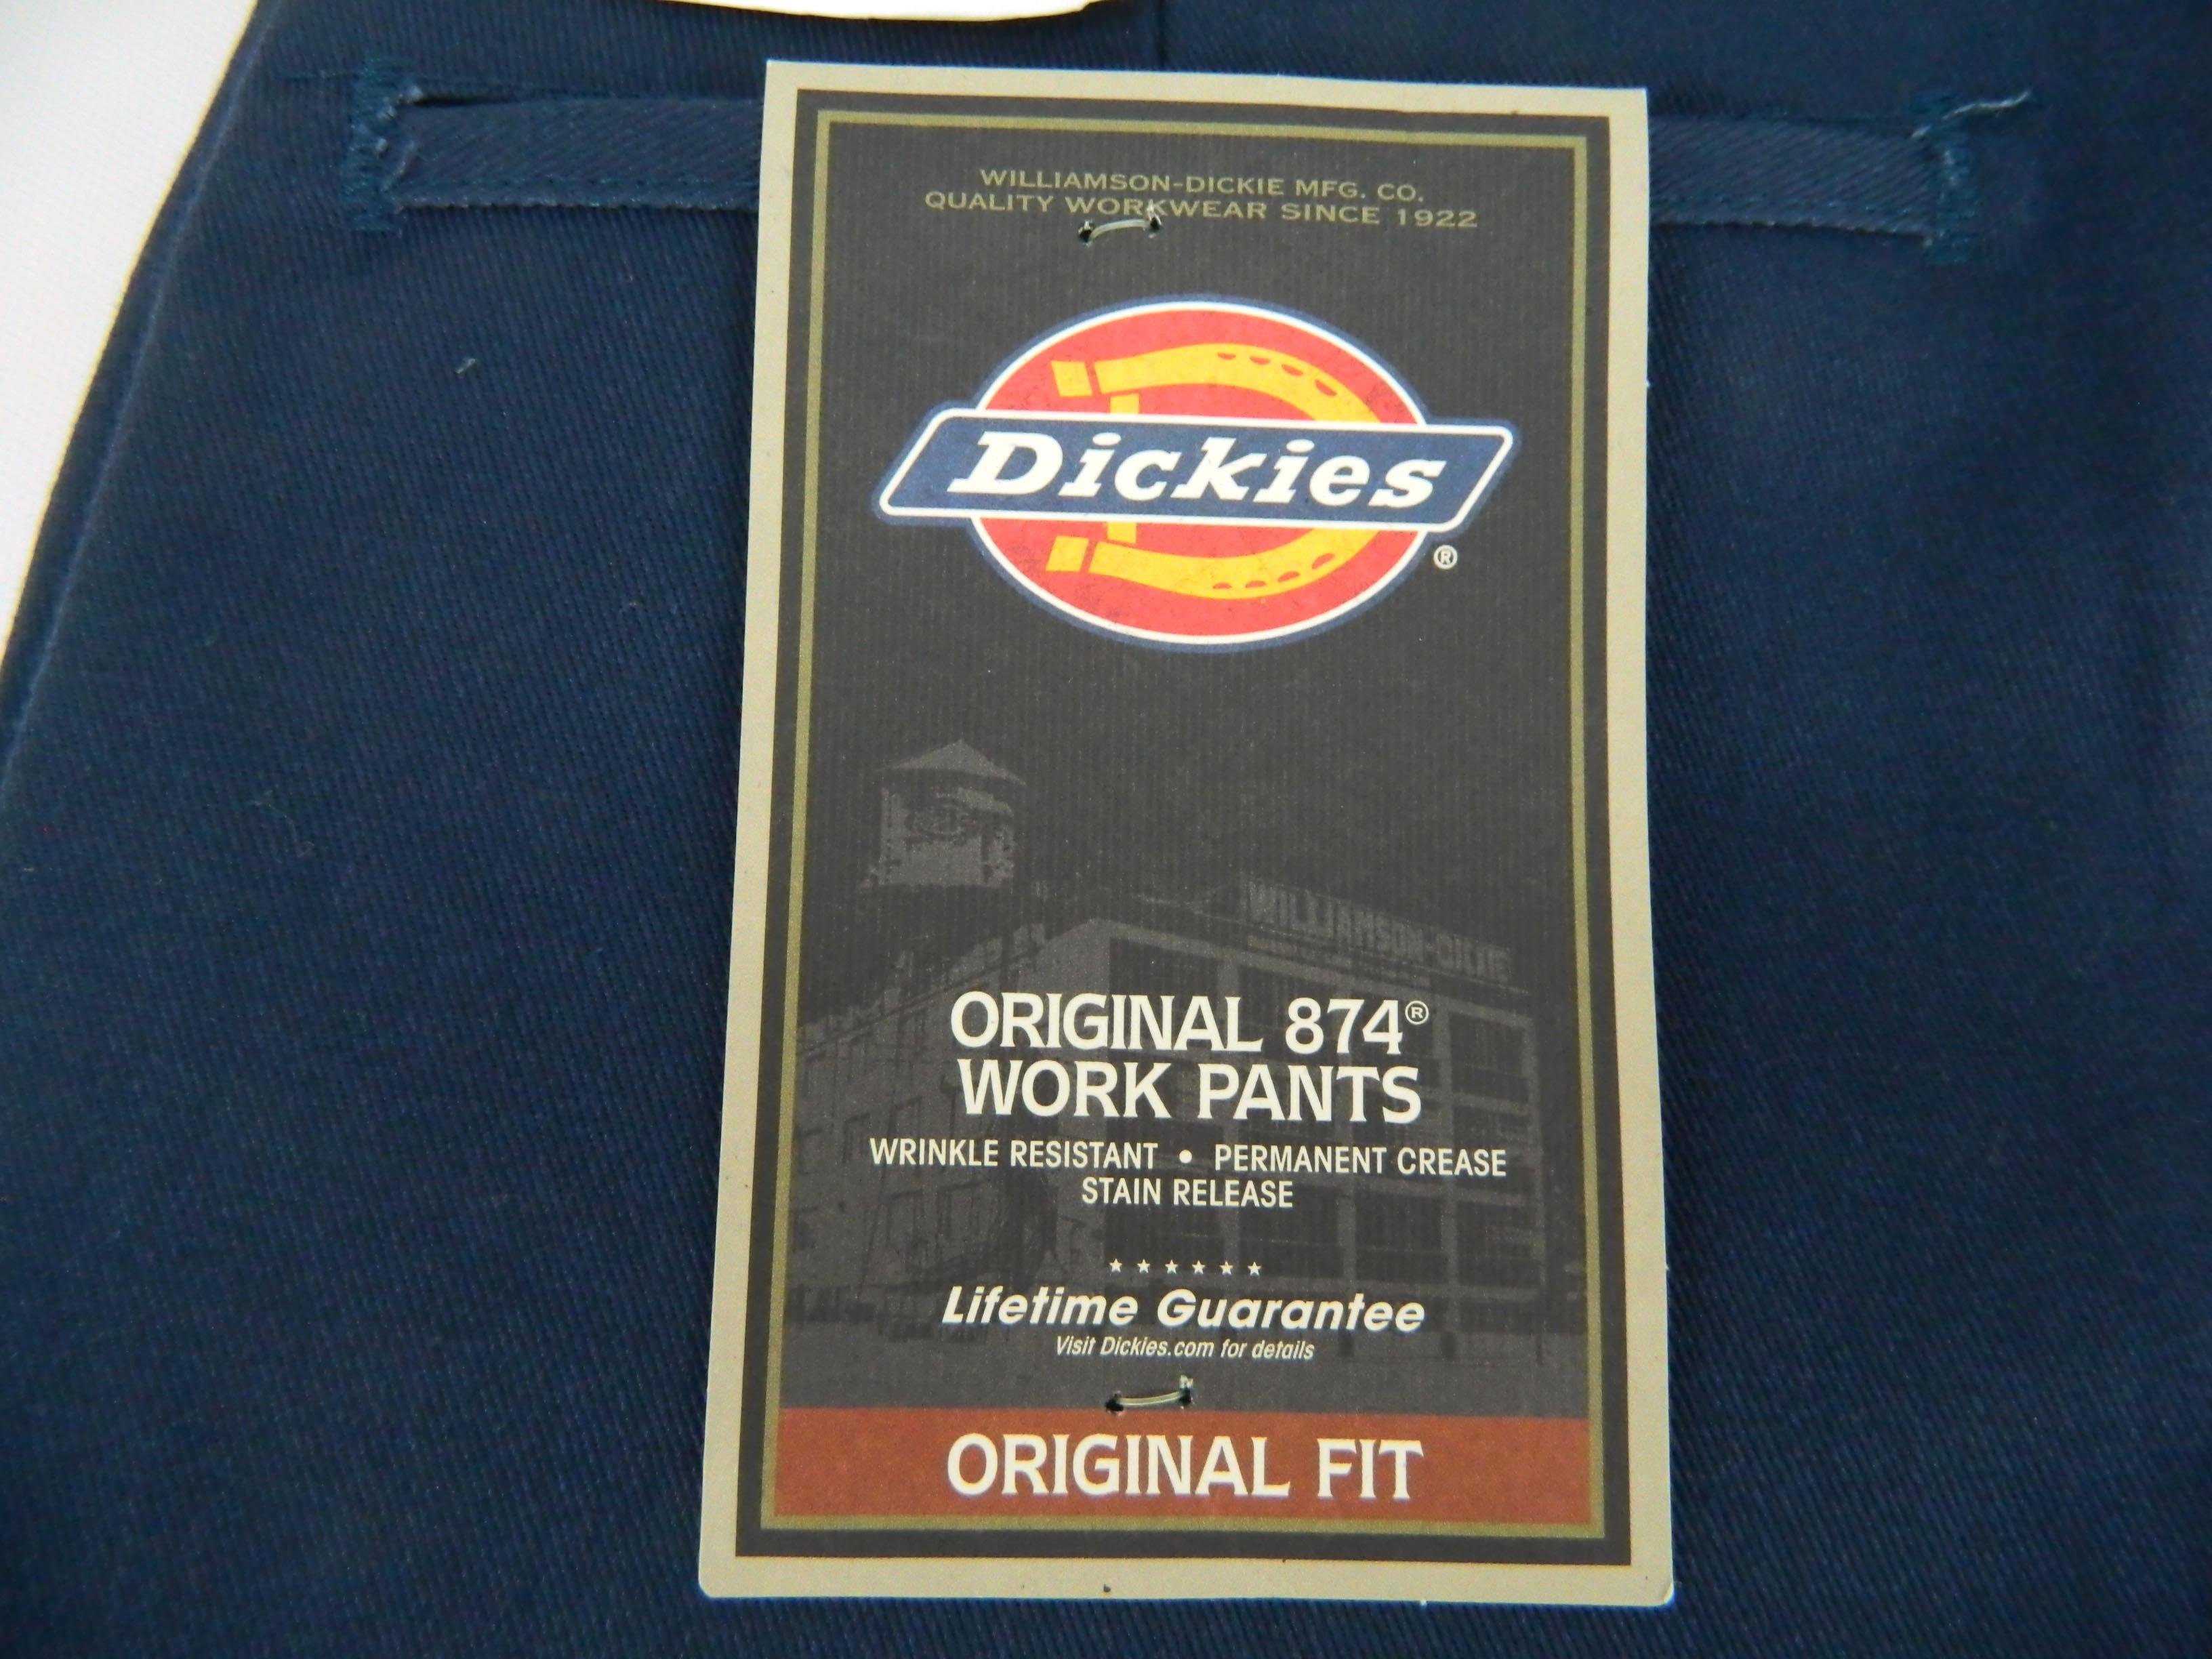 WILLIAMSON-DICKIE MFG. CO.
QUALITY WORKWEAR SINCE 1922
Dickies
®
WILLIAMSON-DICKIE
ORIGINAL 874®
WORK PANTS
WRINKLE RESISTANT • PERMANENT CREASE
STAIN RELEASE
Lifetime Guarantee
Visit Dickies.com for details
ORIGINAL FIT